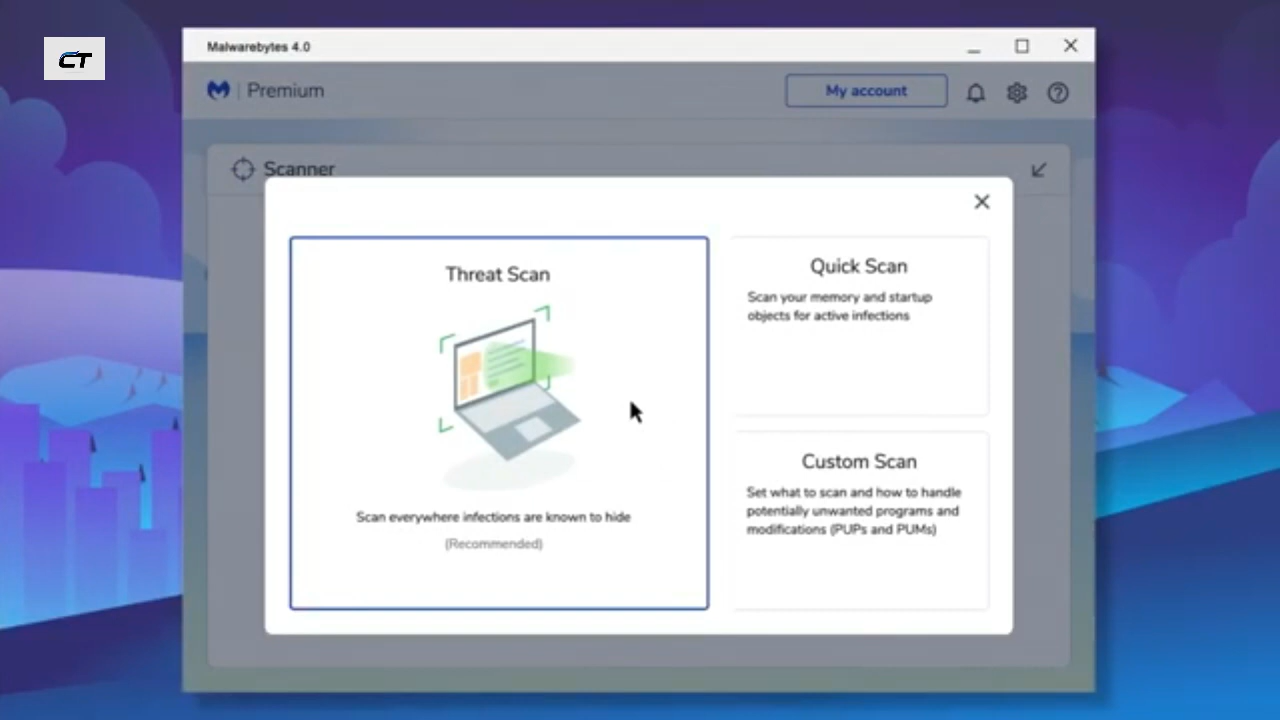 CT
Malwarebytes 4.0
Premium
My account
Scanner
Threat Scan
Scan everywhere infections are known to hide
(Recommended)
Quick Scan
Scan your memory and startup
objects for active infections
Custom Scan
Set what to scan and how to handle
potentially unwanted programs and
modifications (PUPs and PUMs)